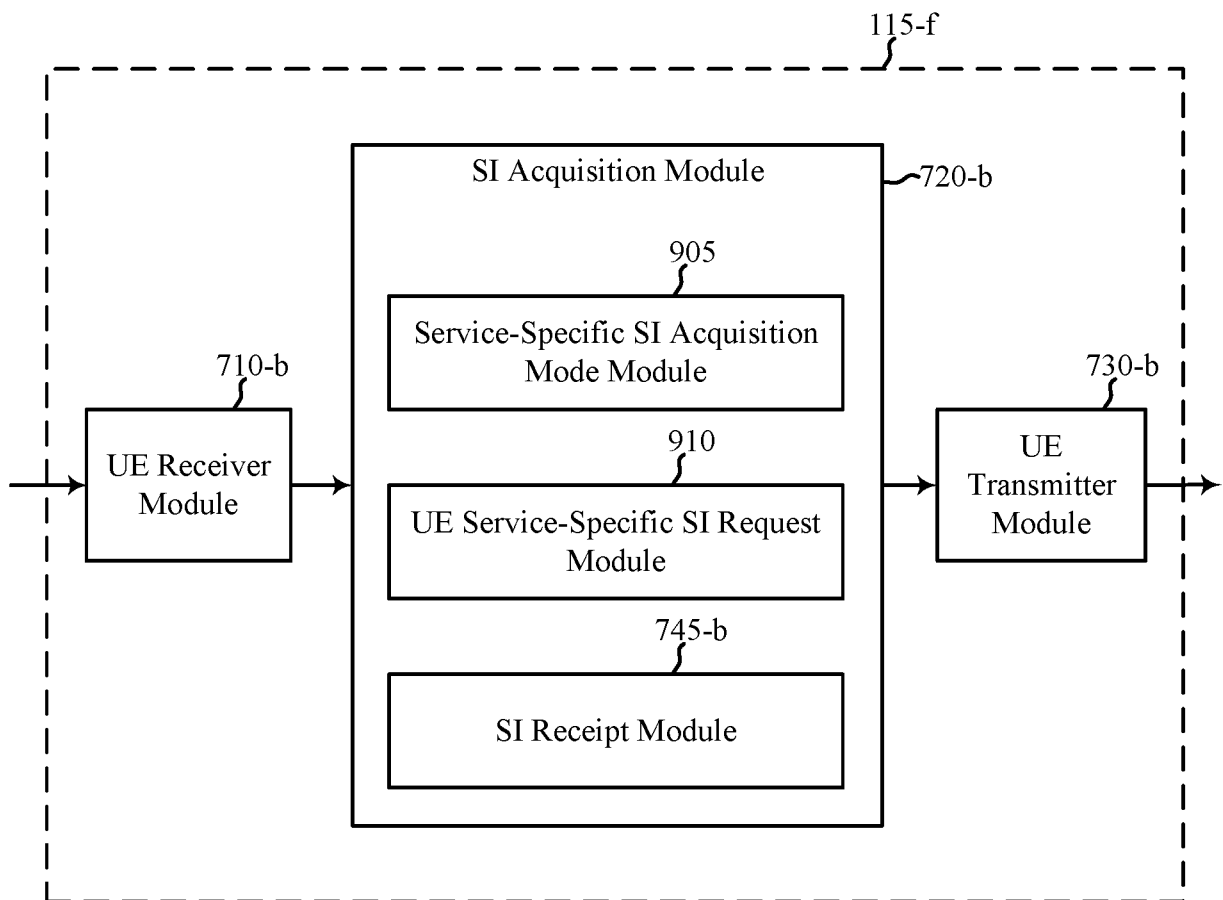 115-f
SI Acquisition Module
720-b
905
Service-Specific SI Acquisition
Mode Module
710-b
UE Receiver
Module
730-b
UE
Transmitter
Module
910
UE Service-Specific SI Request
Module
745-b
SI Receipt Module